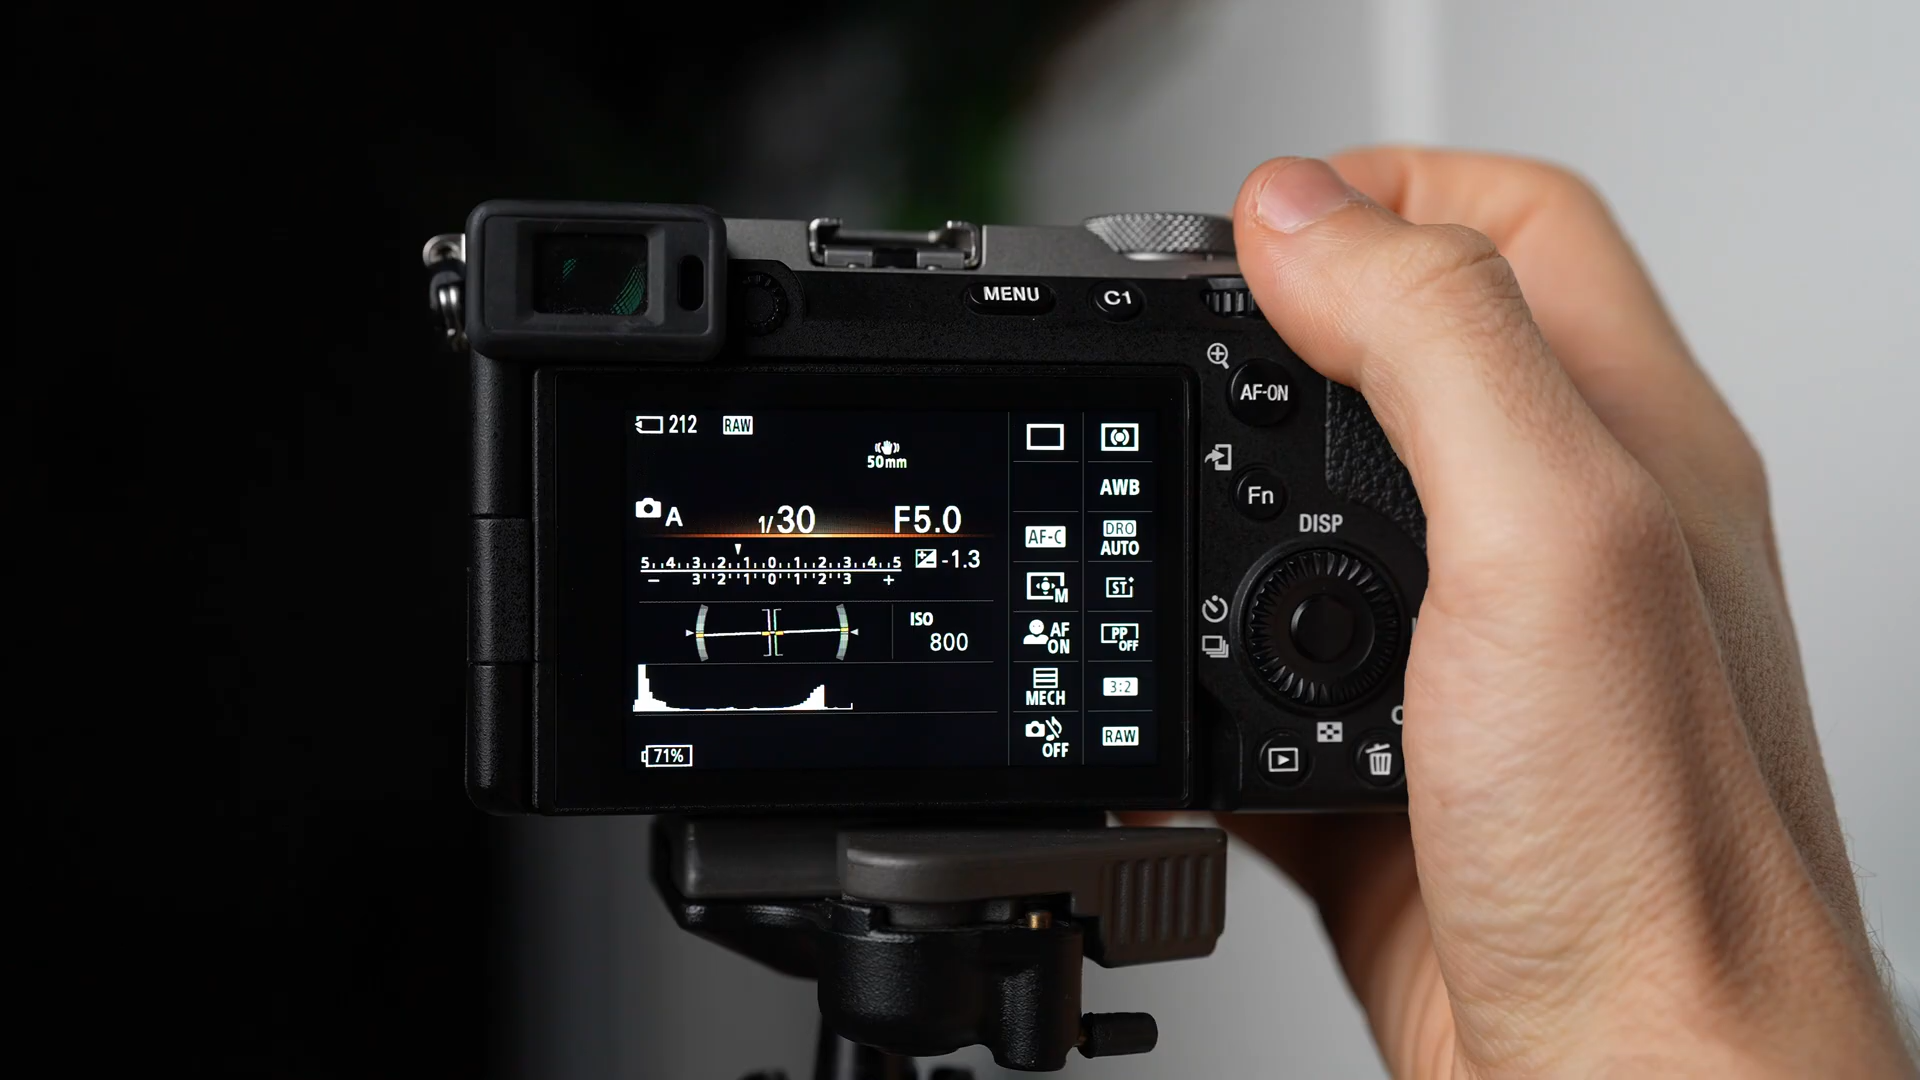 MENU C1
AF-ON
Fn
DISP
212 RAW
50mm
A 1/30 F5.0
5 4 3 2 1 0 1 2 3 4 5
-1.3
− 3 2 1 0 1 2 3 +
ISO
800
71%
AWB
AF-C
DRO
AUTO
M
ST
AF
ON
PP
OFF
MECH
3:2
OFF
RAW